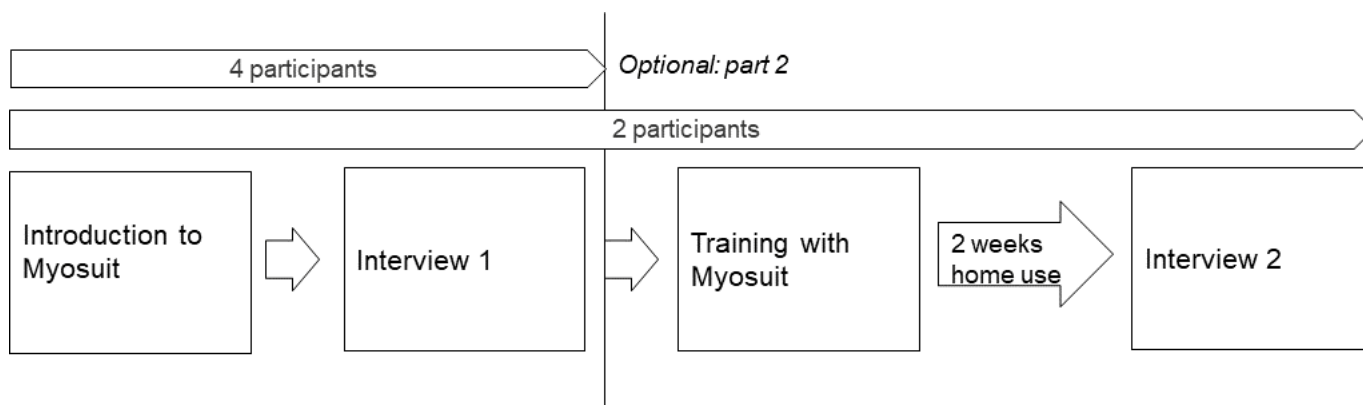 4 participants
Optional: part 2
2 participants
Introduction to
Myosuit
Interview 1
Training with
Myosuit
2 weeks
home use
Interview 2